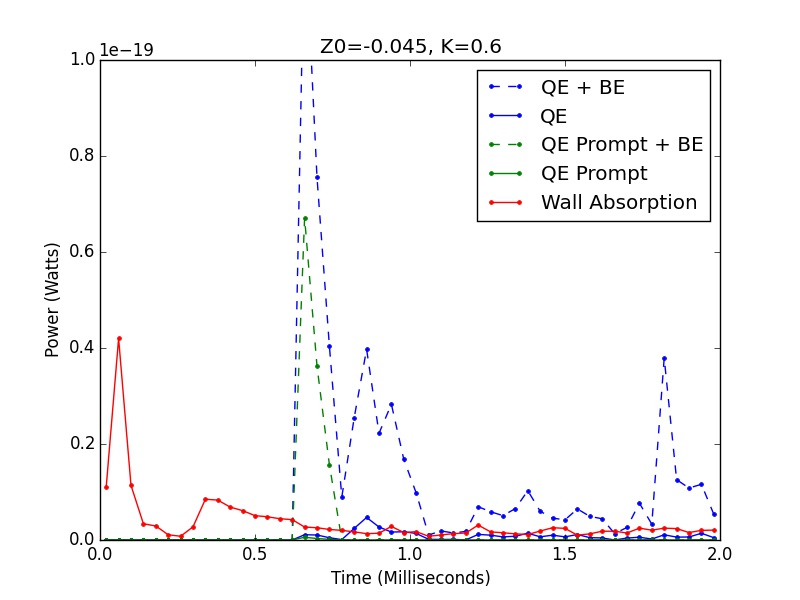 Z0=-0.045, K=0.6
1e−19
1.0
0.8
0.6
0.4
0.2
0.0
Power (Watts)
QE + BE
QE
QE Prompt + BE
QE Prompt
Wall Absorption
0.0 0.5 1.0 1.5 2.0
Time (Milliseconds)